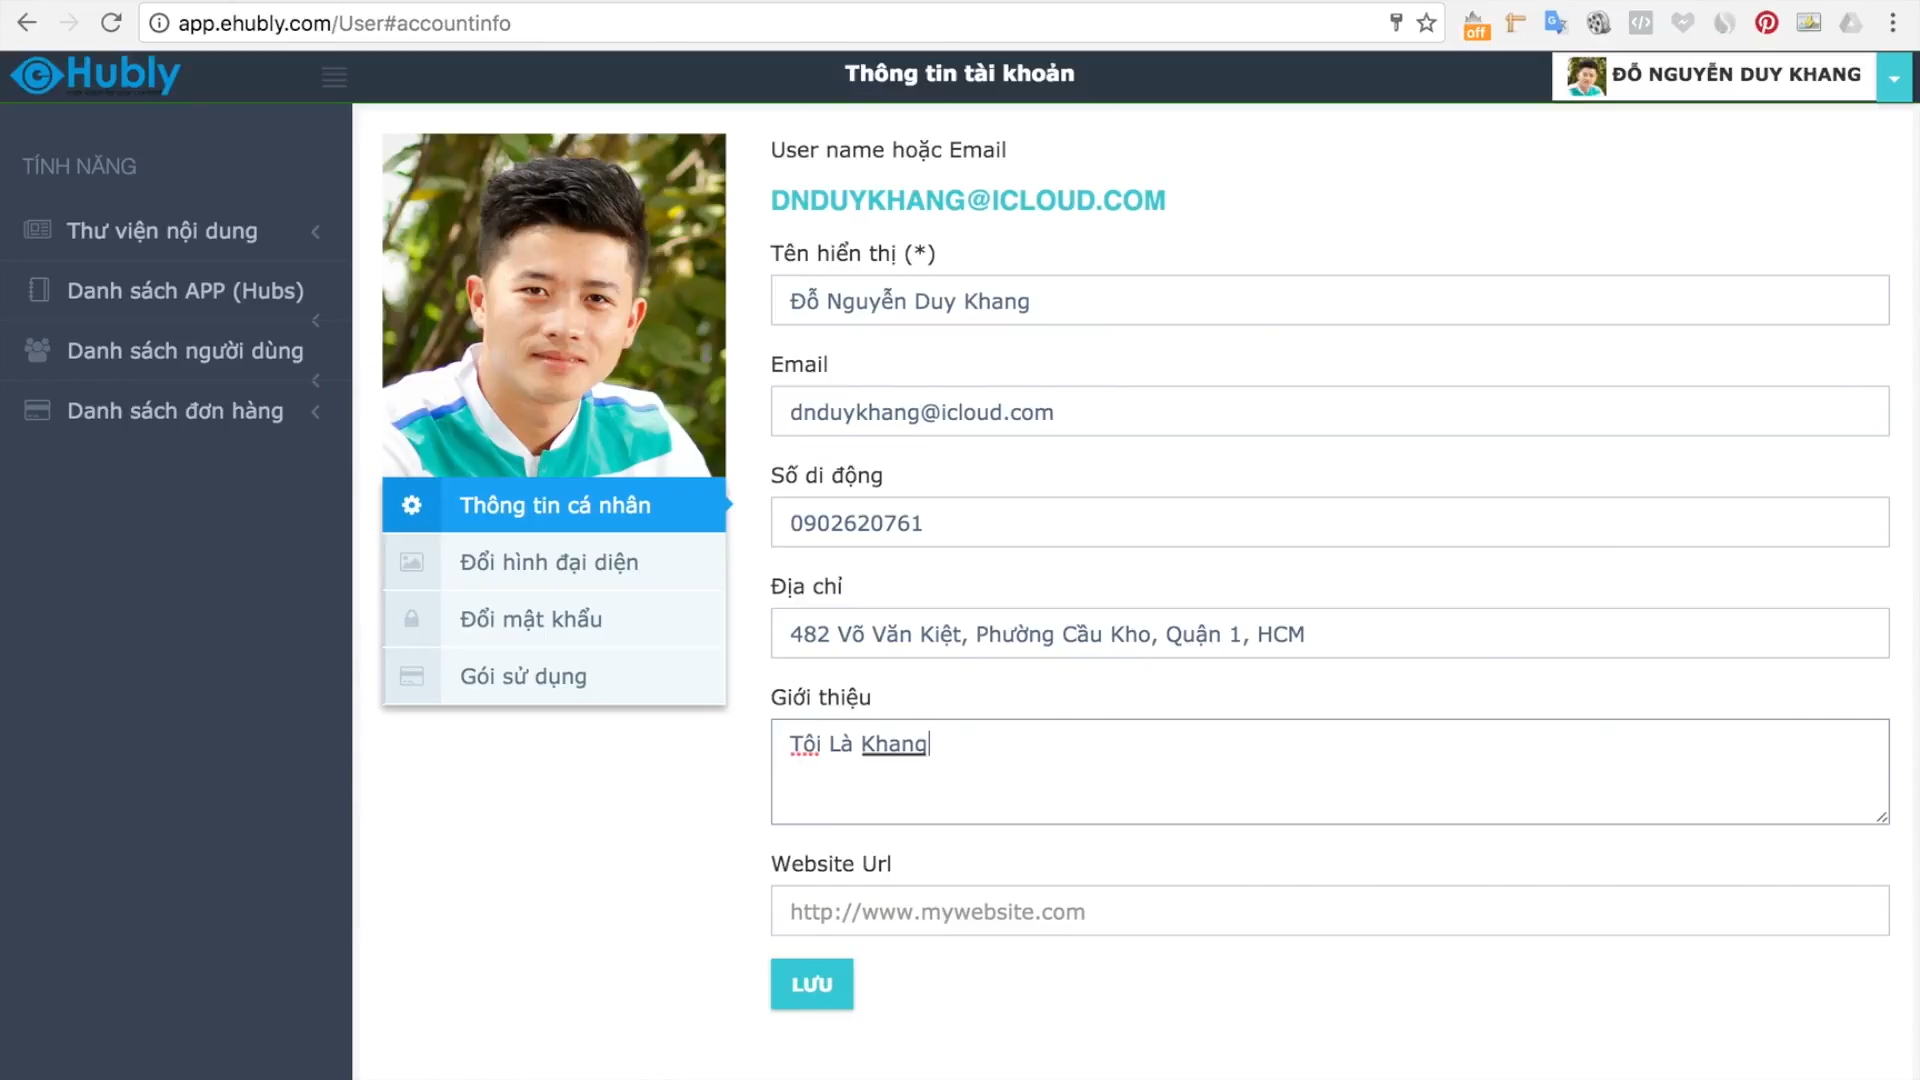 app.ehubly.com/User#accountinfo
off
eHubly
Thông tin tài khoản
ĐỖ NGUYỄN DUY KHANG
TÍNH NĂNG
Thư viện nội dung
Danh sách APP (Hubs)
Danh sách người dùng
Danh sách đơn hàng
Thông tin cá nhân
Đổi hình đại diện
Đổi mật khẩu
Gói sử dụng
User name hoặc Email
DNDUYKHANG@ICLOUD.COM
Tên hiển thị (*)
Đỗ Nguyễn Duy Khang
Email
dnduykhang@icloud.com
Số di động
0902620761
Địa chỉ
482 Võ Văn Kiệt, Phường Cầu Kho, Quận 1, HCM
Giới thiệu
Tôi Là Khang
Website Url
http://www.mywebsite.com
LƯU